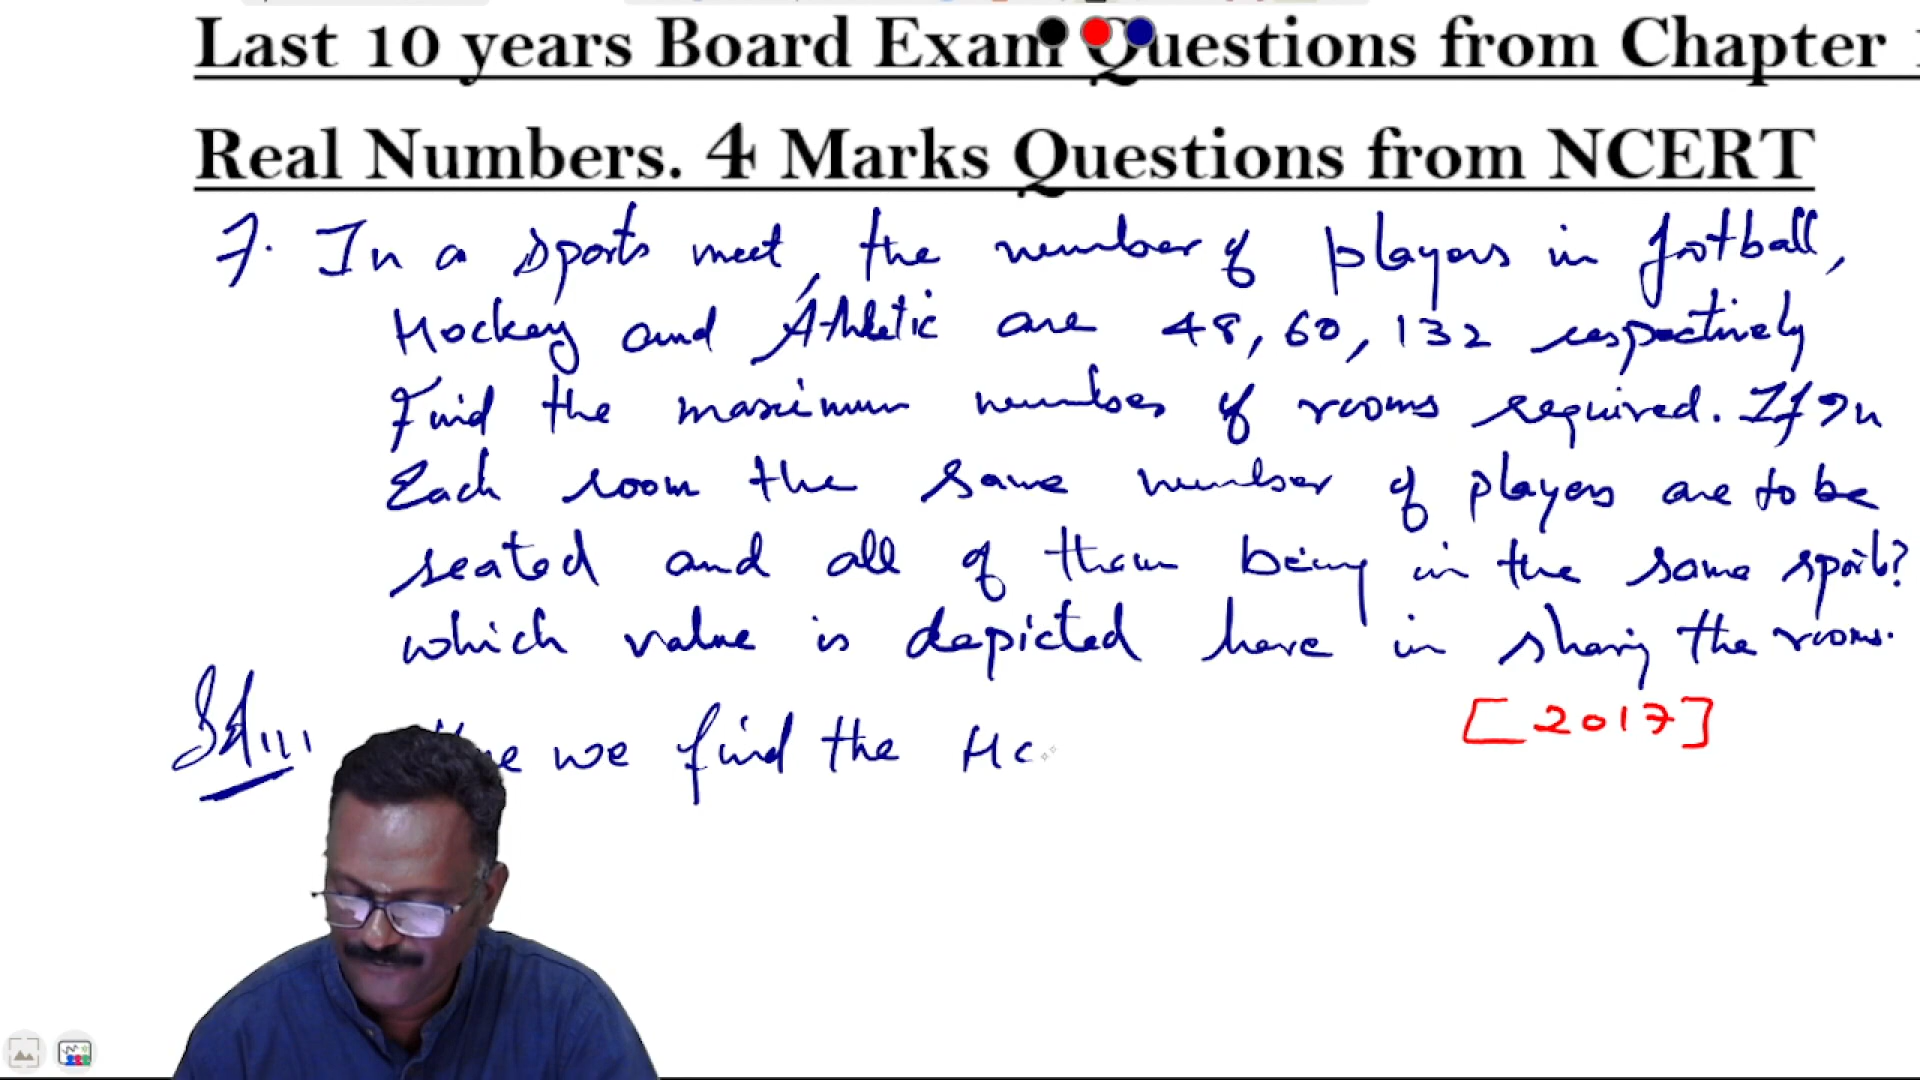 Last 10 years Board Exam Questions from Chapter 1
Real Numbers. 4 Marks Questions from NCERT
7. In a sports meet, the number of players in football,
Hockey and Athletic are 48, 60, 132 respectively
Find the maximum number of rooms required. If In
Each room the same number of players are to be
seated and all of them being in the same sports?
which value is depicted here in sharing the rooms.
[2017]
we find the HC